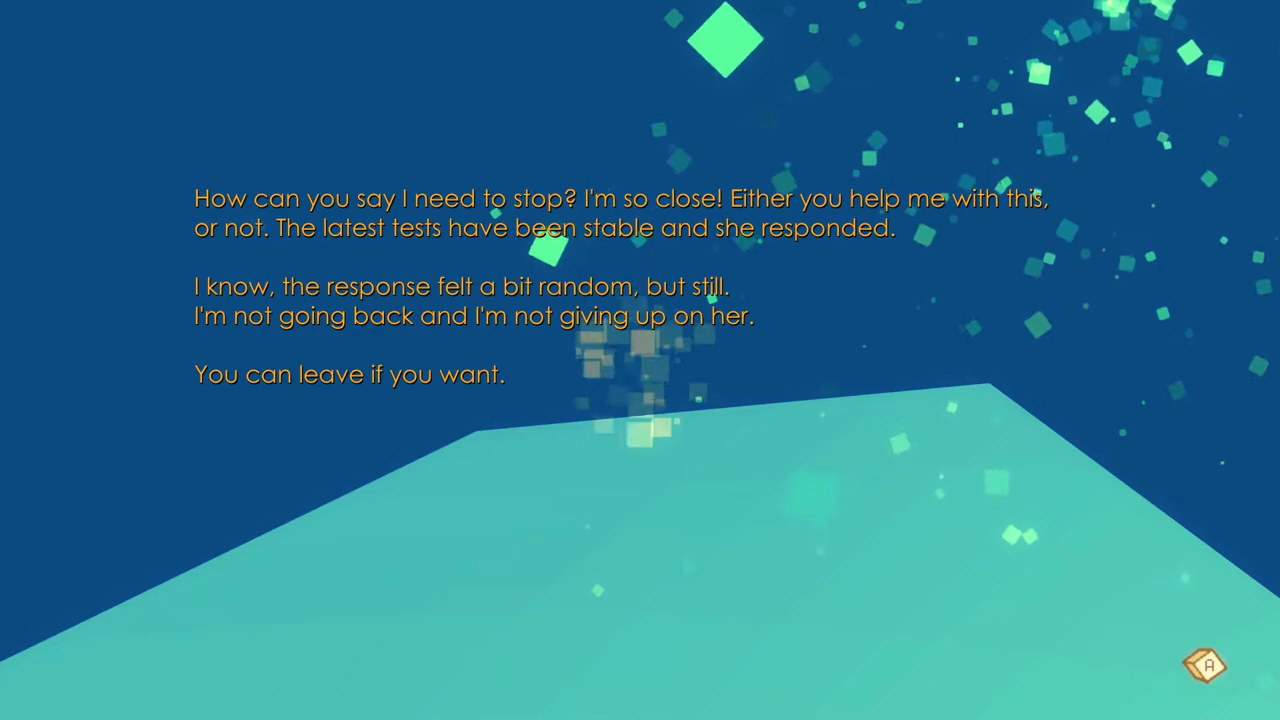 How can you say I need to stop? I'm so close! Either you help me with this,
or not. The latest tests have been stable and she responded.
I know, the response felt a bit random, but still.
I'm not going back and I'm not giving up on her.
You can leave if you want.
A